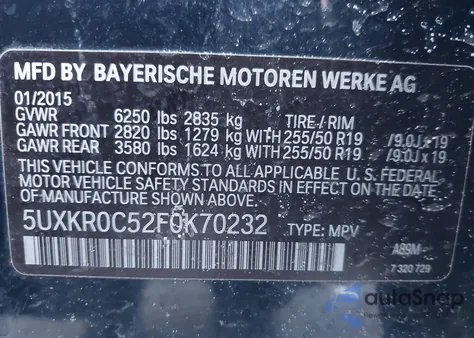 MFD BY BAYERISCHE MOTOREN WERKE AG
01/2015
GVWR 6250 lbs 2835 kg TIRE / RIM
GAWR FRONT 2820 lbs 1279 kg WITH 255/50 R19 /9.0J x 19
GAWR REAR 3580 lbs 1624 kg WITH 255/50 R19 /9.0J x 19
THIS VEHICLE CONFORMS TO ALL APPLICABLE U. S. FEDERAL
MOTOR VEHICLE SAFETY STANDARDS IN EFFECT ON THE DATE
OF MANUFACTURE SHOWN ABOVE.
5UXKR0C52F0K70232 TYPE: MPV
A89M-
7 320 729
autoSnap